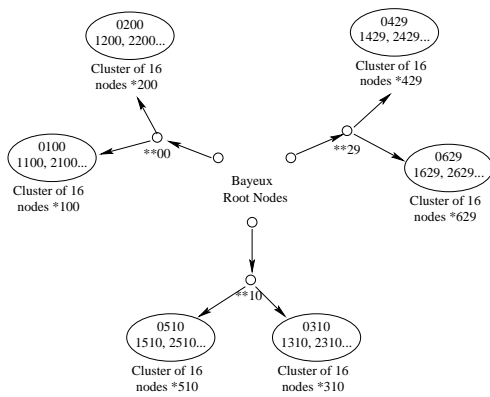 0200
1200, 2200...
Cluster of 16
nodes *200
0429
1429, 2429...
Cluster of 16
nodes *429
0100
1100, 2100...
Cluster of 16
nodes *100
**00
**29
0629
1629, 2629...
Cluster of 16
nodes *629
Bayeux
Root Nodes
**10
0510
1510, 2510...
Cluster of 16
nodes *510
0310
1310, 2310...
Cluster of 16
nodes *310